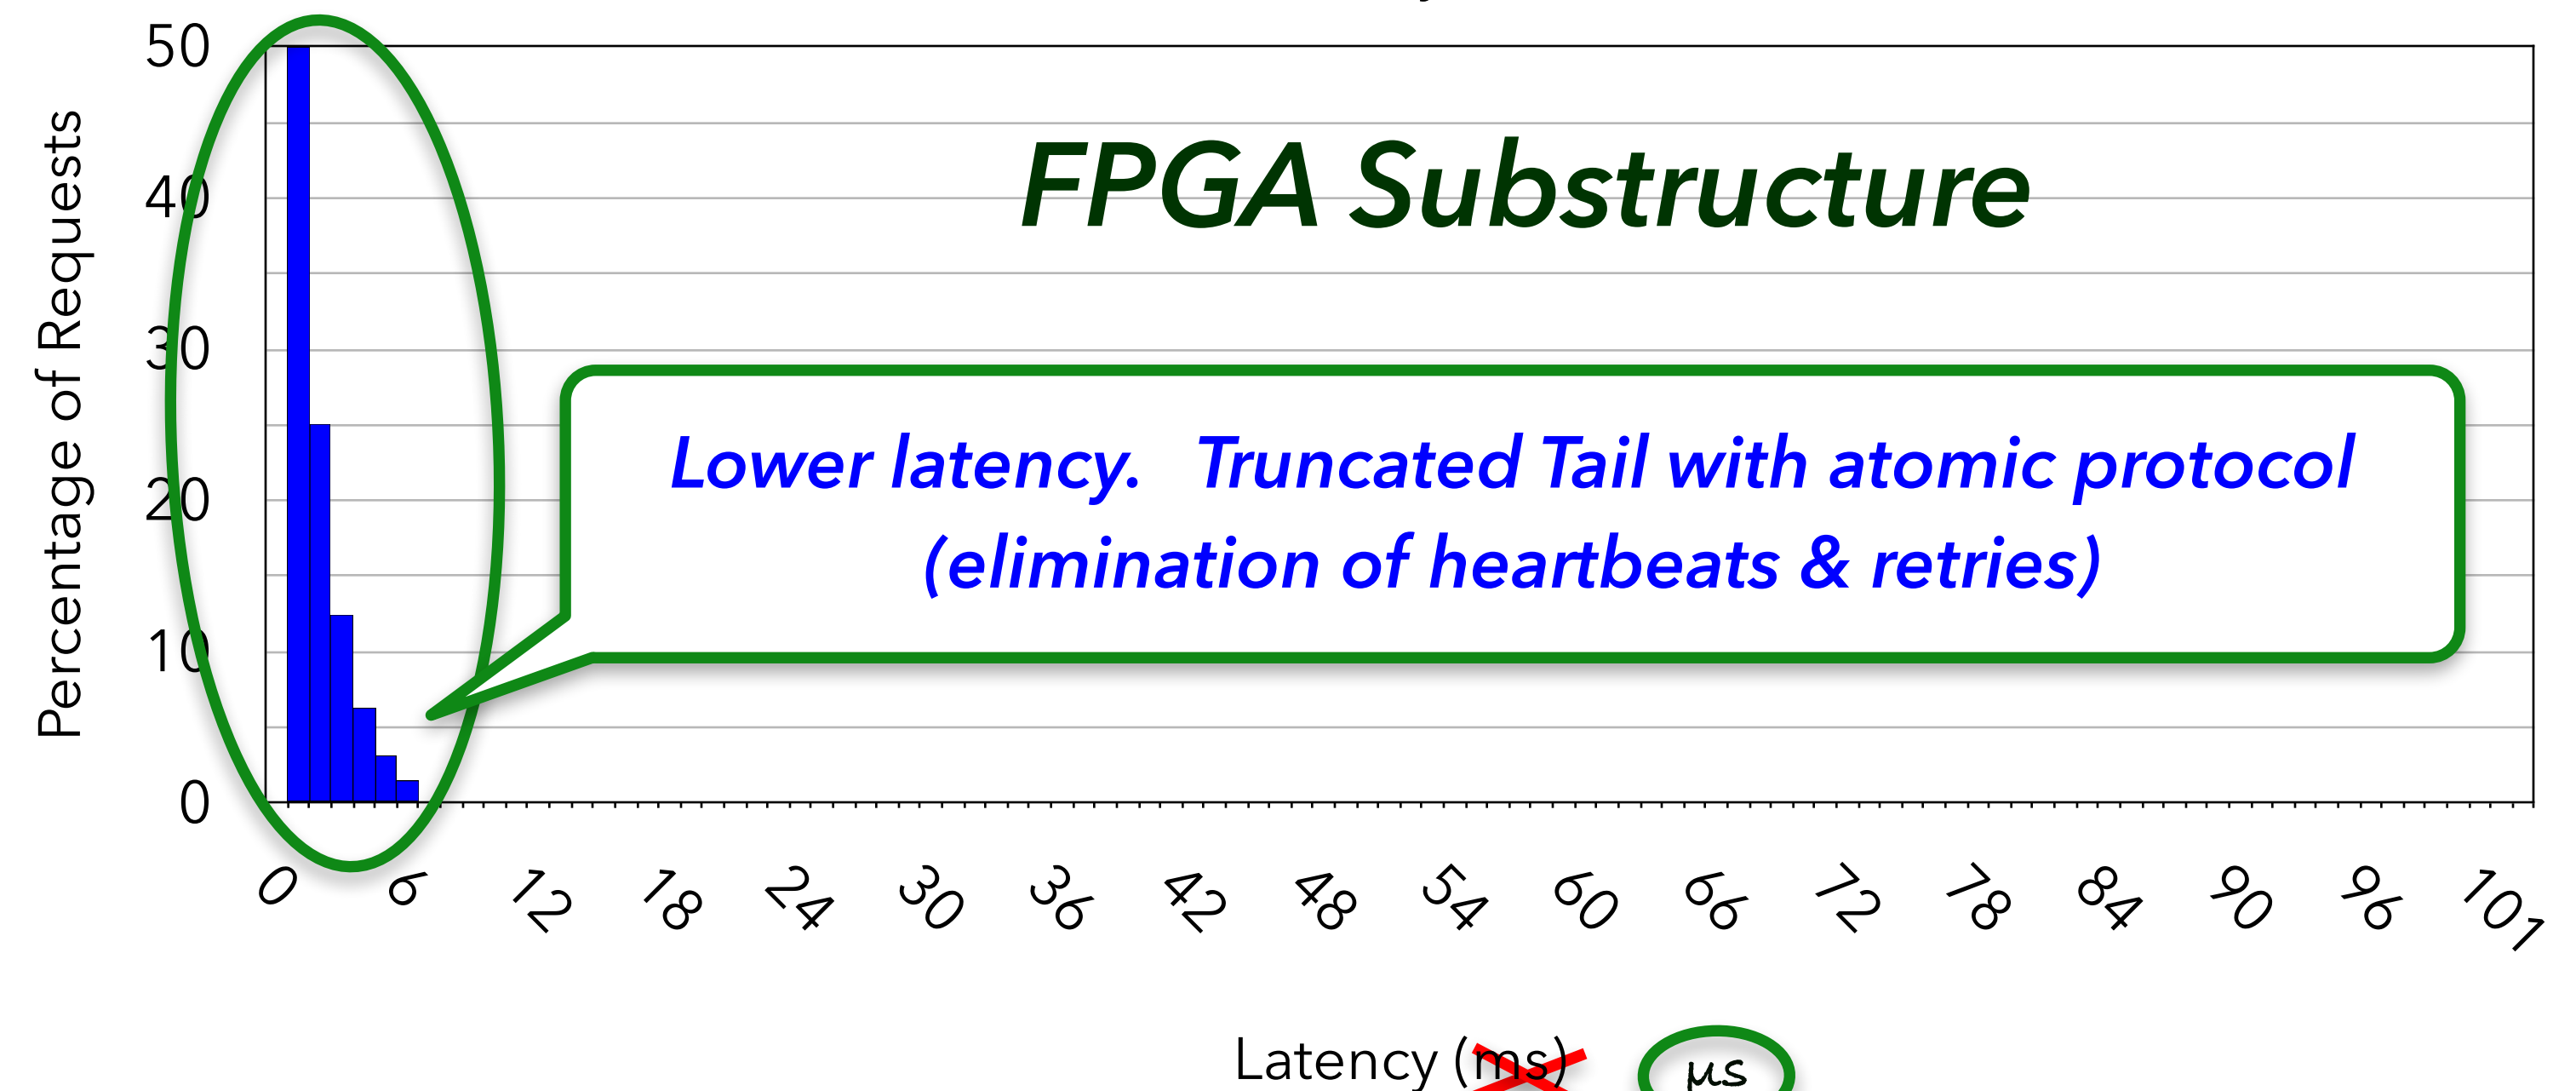 50
40
30
20
10
0
Percentage of Requests
FPGA Substructure
Lower latency. Truncated Tail with atomic protocol
(elimination of heartbeats & retries)
0 6 12 18 24 30 36 42 48 54 60 66 72 78 84 90 96 101
Latency (ms) μs